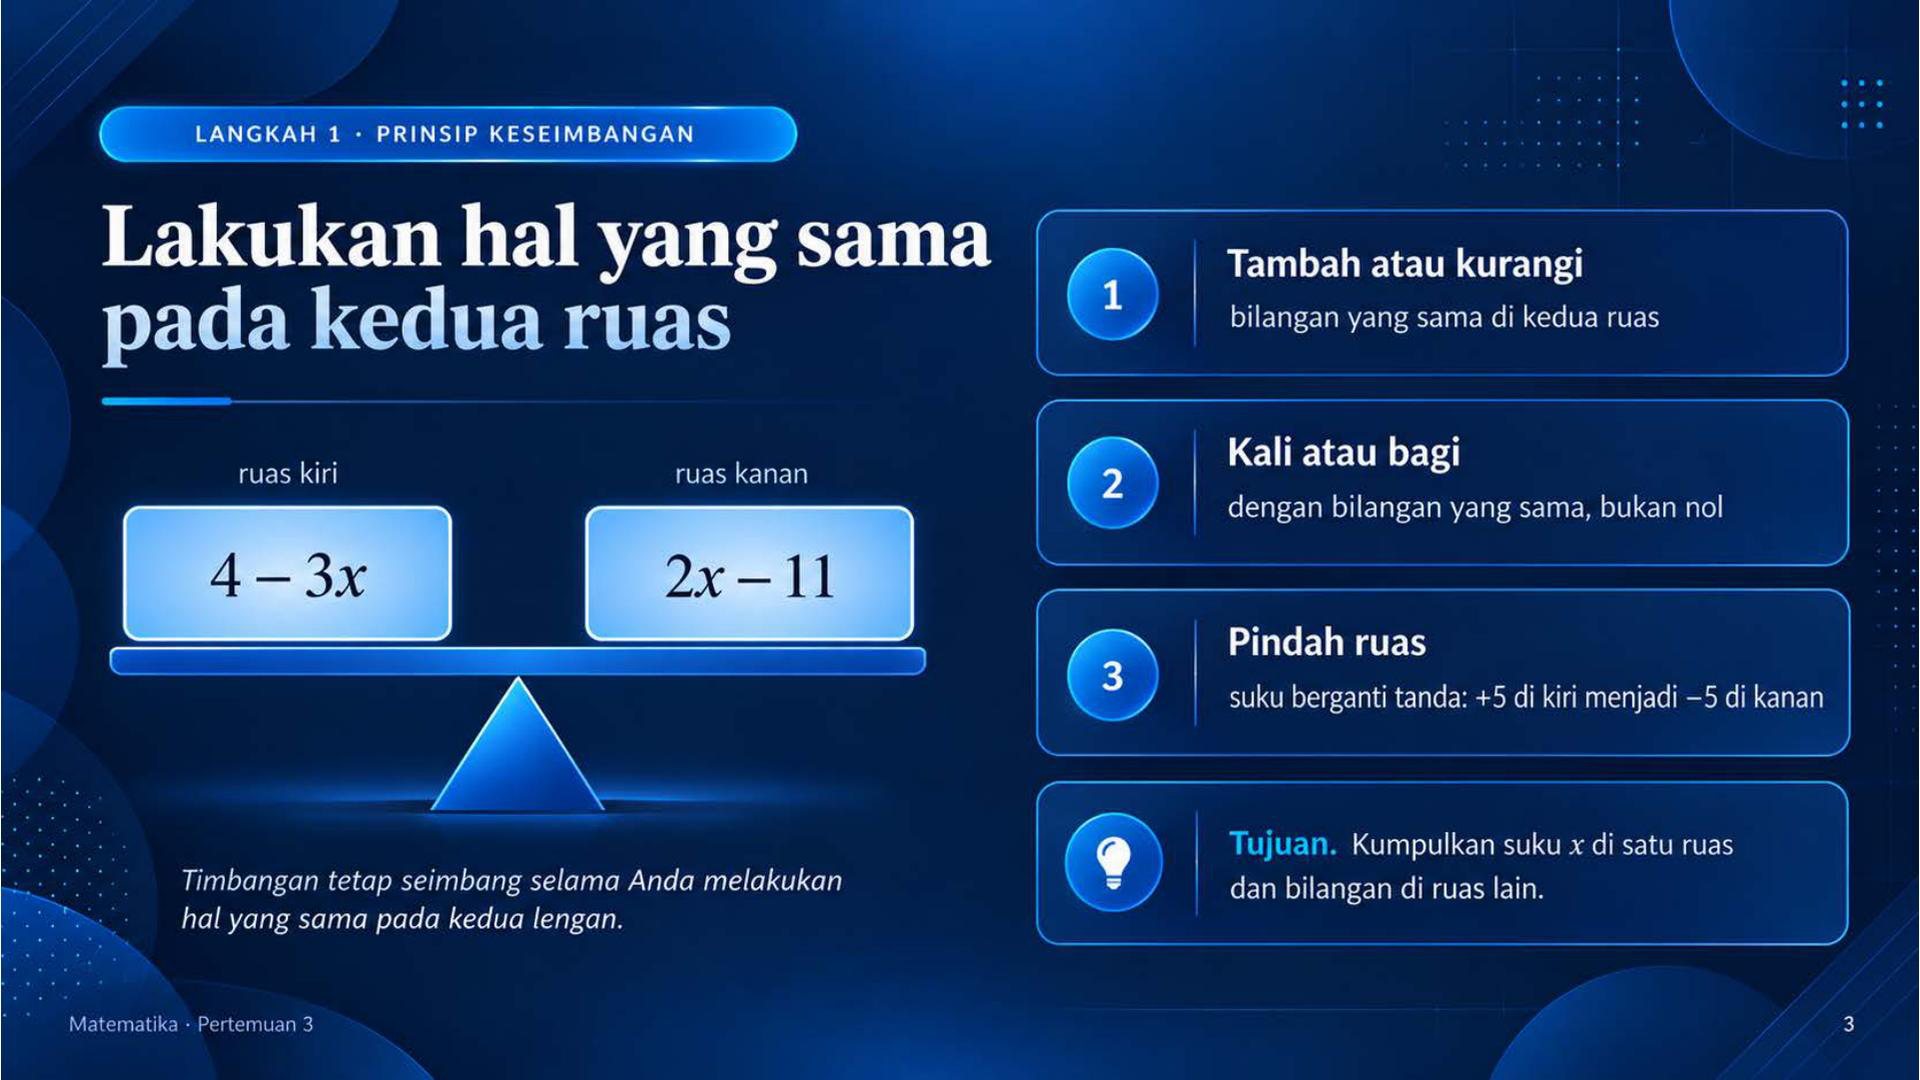 LANGKAH 1 · PRINSIP KESEIMBANGAN
Lakukan hal yang sama
pada kedua ruas
ruas kiri
ruas kanan
4 – 3x
2x – 11
Timbangan tetap seimbang selama Anda melakukan
hal yang sama pada kedua lengan.
1
Tambah atau kurangi
bilangan yang sama di kedua ruas
2
Kali atau bagi
dengan bilangan yang sama, bukan nol
3
Pindah ruas
suku berganti tanda: +5 di kiri menjadi −5 di kanan
Tujuan. Kumpulkan suku x di satu ruas
dan bilangan di ruas lain.
Matematika · Pertemuan 3
3